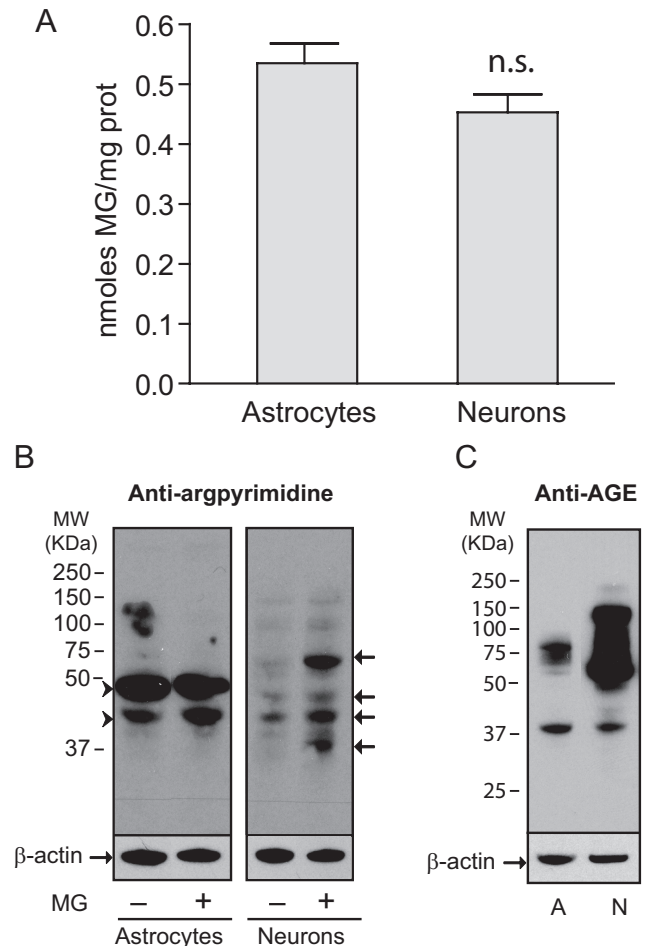 A
nmoles MG/mg prot
0.6
0.5
0.4
0.3
0.2
0.1
0.0
n.s.
Astrocytes Neurons
B
Anti-argpyrimidine
MW
(KDa)
250
150
100
75
50
37
β-actin
MG – + – +
Astrocytes Neurons
C
Anti-AGE
MW
(KDa)
250
150
100
75
50
37
25
β-actin
A N